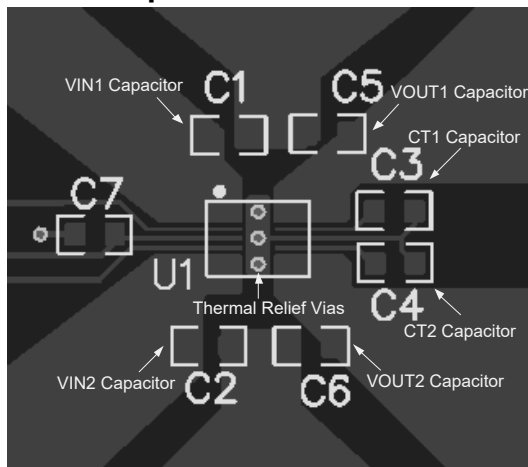 C1
C5
VIN1 Capacitor
VOUT1 Capacitor
CT1 Capacitor
C3
C7
U1
Thermal Relief Vias
C4
CT2 Capacitor
VIN2 Capacitor
C2
C6
VOUT2 Capacitor